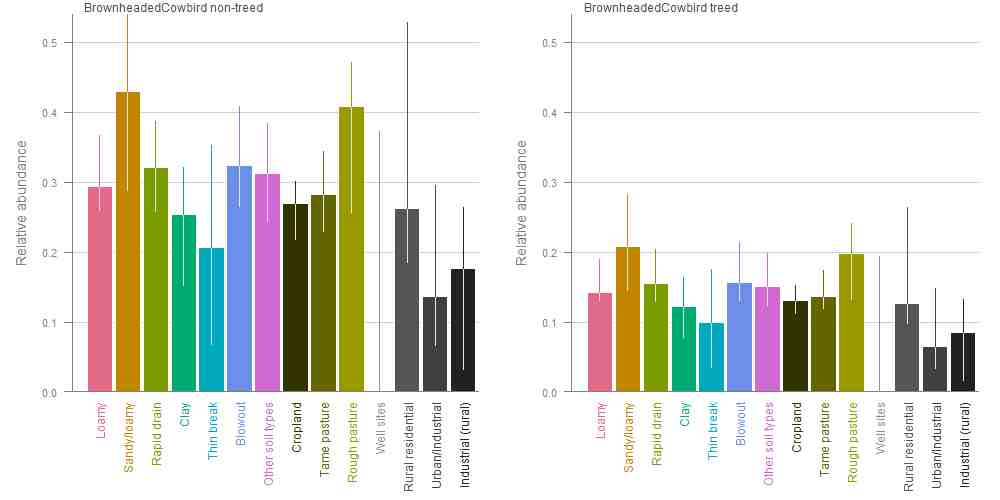 BrownheadedCowbird non-treed
Relative abundance
0.5
0.4
0.3
0.2
0.1
0.0
Loamy
Sandy/loamy
Rapid drain
Clay
Thin break
Blowout
Other soil types
Cropland
Tame pasture
Rough pasture
Well sites
Rural residential
Urban/Industrial
Industrial (rural)
BrownheadedCowbird treed
Relative abundance
0.5
0.4
0.3
0.2
0.1
0.0
Loamy
Sandy/loamy
Rapid drain
Clay
Thin break
Blowout
Other soil types
Cropland
Tame pasture
Rough pasture
Well sites
Rural residential
Urban/Industrial
Industrial (rural)